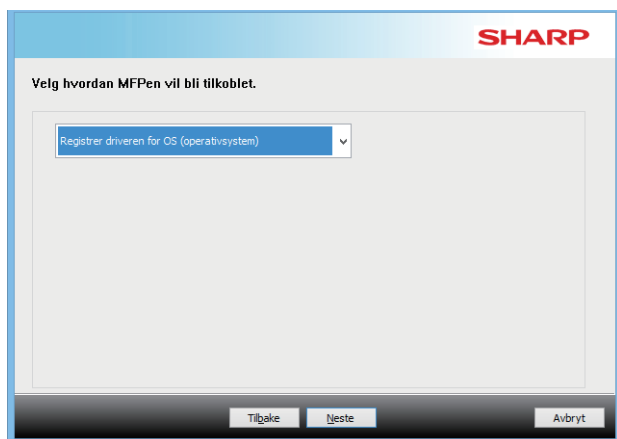 SHARP
Velg hvordan MFPen vil bli tilkoblet.
Registrer driveren for OS (operativsystem)
Tilbake Neste Avbryt